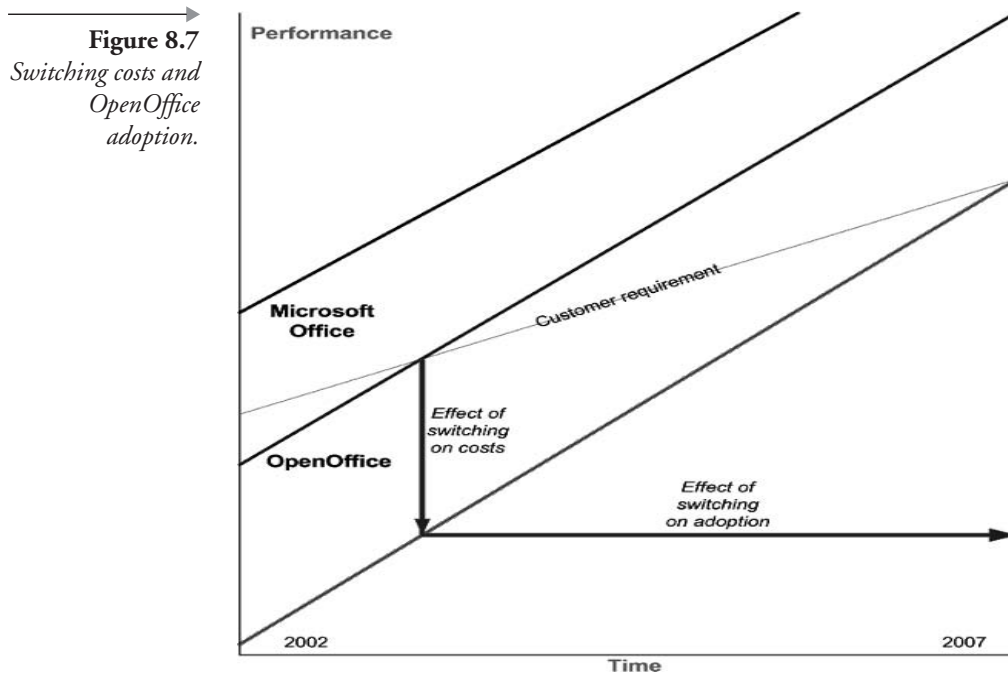 Figure 8.7
Switching costs and
OpenOffice
adoption.
Performance
Microsoft
Office
Customer requirement
OpenOffice
Effect of
switching
on costs
Effect of
switching
on adoption
2002
2007
Time